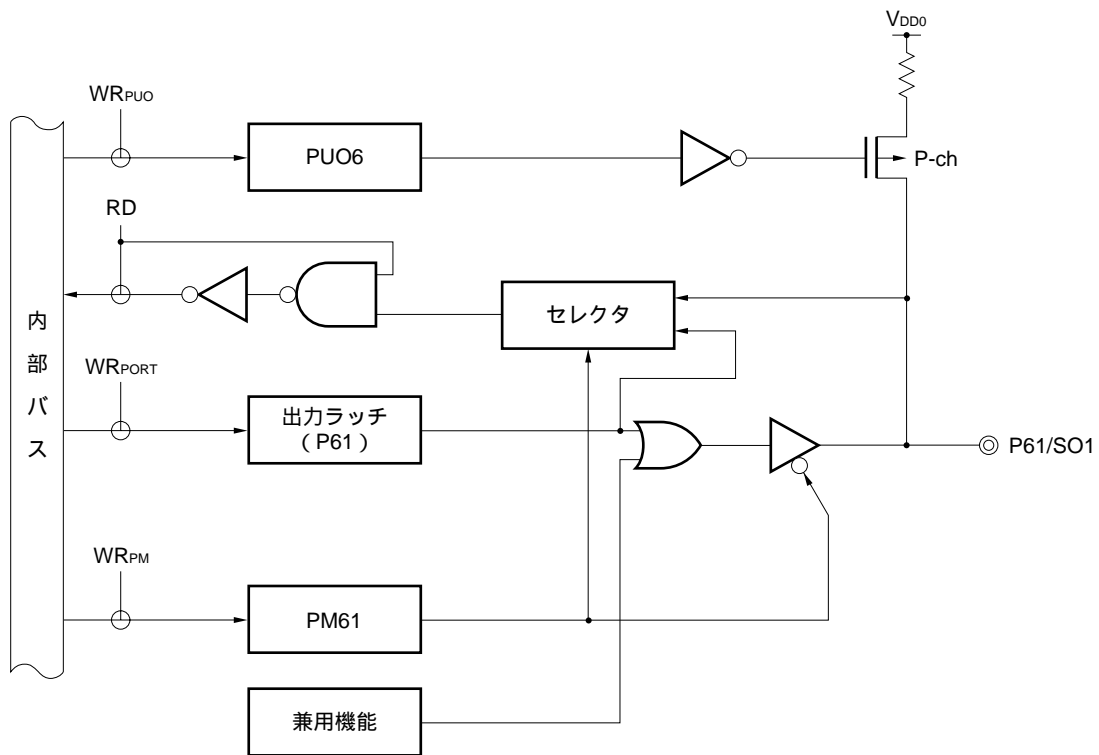 VDD0
WRPUO
PUO6
P-ch
RD
セレクタ
内部バス
WRPORT
出力ラッチ
(P61)
P61/SO1
WRPM
PM61
兼用機能